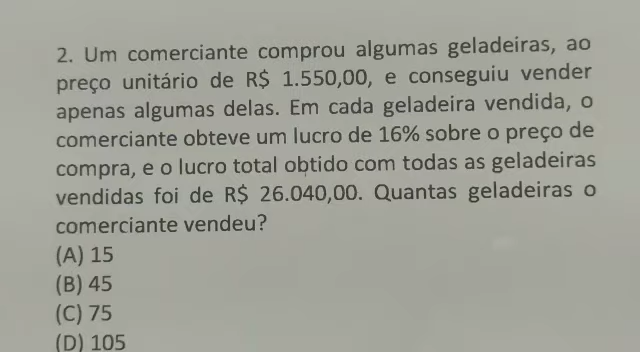 2. Um comerciante comprou algumas geladeiras, ao
preço unitário de R$ 1.550,00, e conseguiu vender
apenas algumas delas. Em cada geladeira vendida, o
comerciante obteve um lucro de 16% sobre o preço de
compra, e o lucro total obtido com todas as geladeiras
vendidas foi de R$ 26.040,00. Quantas geladeiras o
comerciante vendeu?
(A) 15
(B) 45
(C) 75
(D) 105